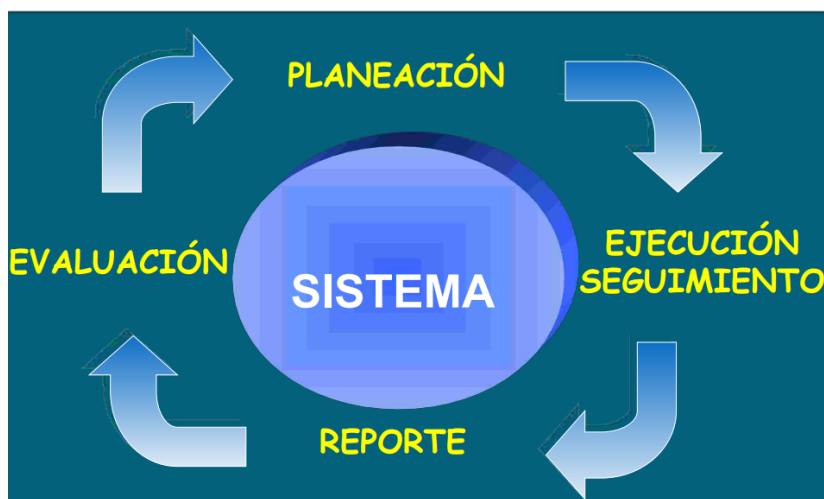 PLANEACIÓN
EVALUACIÓN
SISTEMA
EJECUCIÓN
SEGUIMIENTO
REPORTE